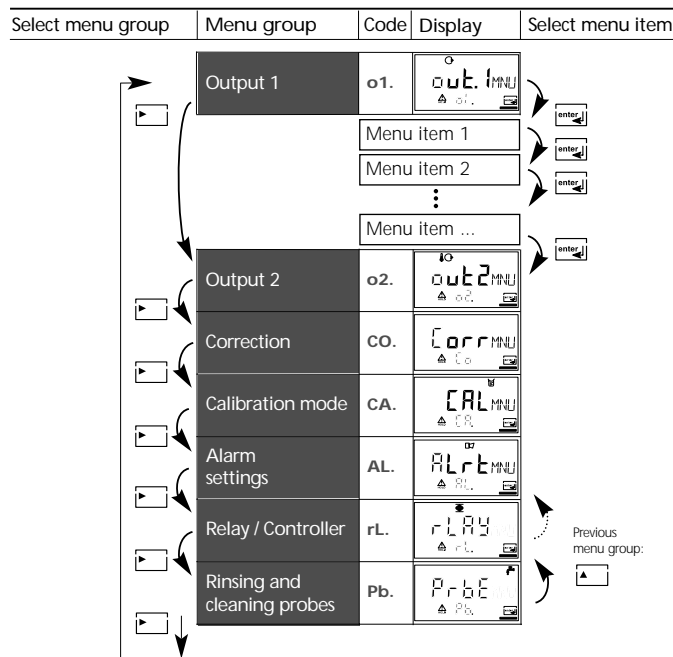 Select menu group Menu group Code Display Select menu item
Output 1 o1. out.1 MNU
o1.
enter
Menu item 1
enter
Menu item 2
enter
Menu item ...
enter
Output 2 o2. out2 MNU
o2.
Correction CO. Corr MNU
Co
Calibration mode CA. CAL MNU
CA.
Alarm
settings AL. ALrt MNU
AL.
Relay / Controller rL. rLAY
rL.
Previous
menu group:
Rinsing and
cleaning probes Pb. PrbE
Pb.